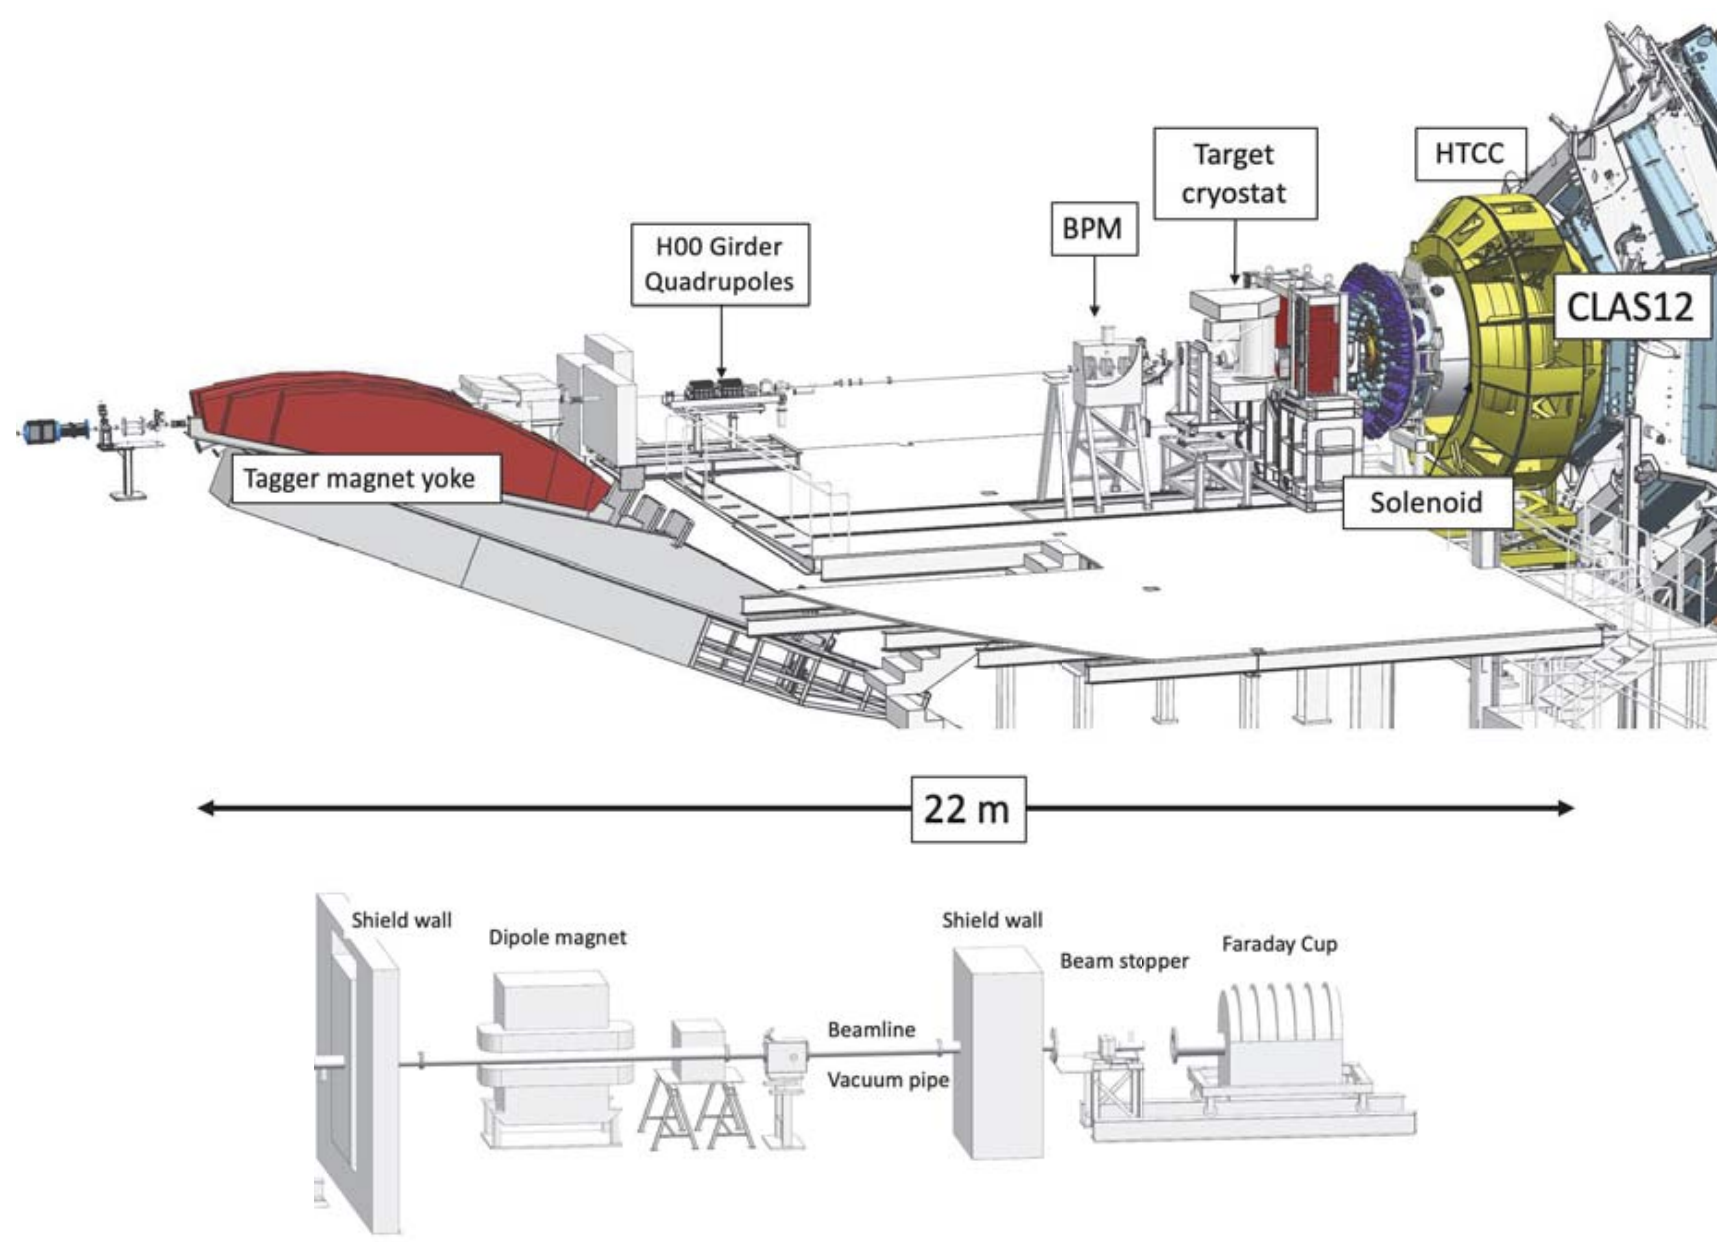 HTCC
Target
cryostat
BPM
H00 Girder
Quadrupoles
CLAS12
Tagger magnet yoke
Solenoid
22 m
Shield wall
Dipole magnet
Shield wall
Beam stopper
Faraday Cup
Beamline
Vacuum pipe